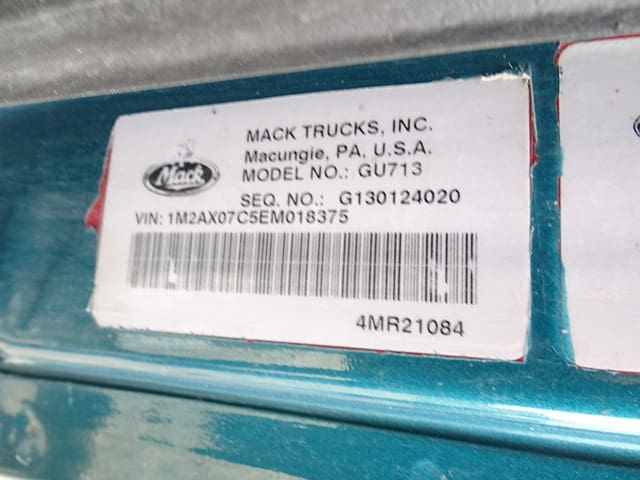 Mack
MACK TRUCKS, INC.
Macungie, PA, U.S.A.
MODEL NO.: GU713
SEQ. NO.: G130124020
VIN: 1M2AX07C5EM018375
4MR21084